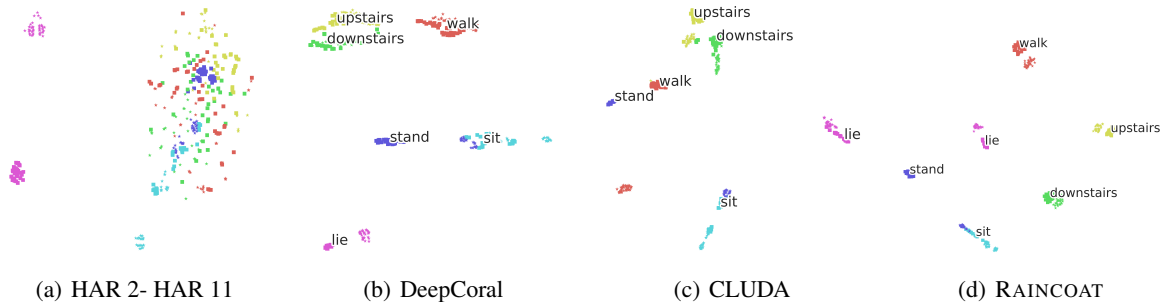 upstairs
downstairs
walk
stand
sit
lie
upstairs
downstairs
walk
stand
lie
sit
walk
upstairs
lie
stand
downstairs
sit
(a) HAR 2- HAR 11
(b) DeepCoral
(c) CLUDA
(d) RAINCOAT